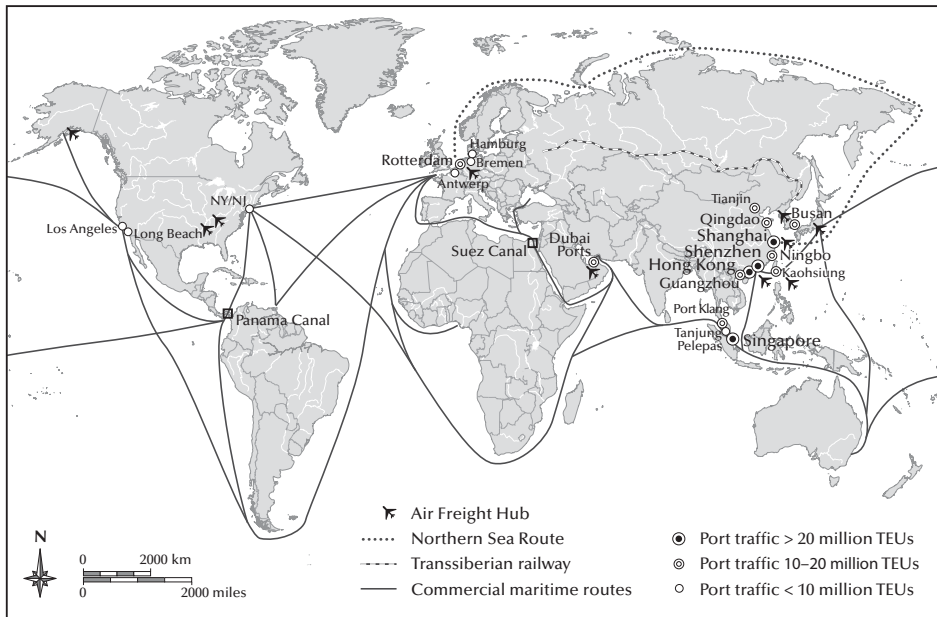 Hamburg
Rotterdam
Bremen
Antwerp
NY/NJ
Los Angeles
Long Beach
Tianjin
Qingdao
Busan
Shanghai
Suez Canal
Dubai
Ports
Shenzhen
Ningbo
Hong Kong
Kaohsiung
Guangzhou
Panama Canal
Port Klang
Tanjung
Pelepas
Singapore
Air Freight Hub
Northern Sea Route
Transsiberian railway
Commercial maritime routes
Port traffic > 20 million TEUs
Port traffic 10–20 million TEUs
Port traffic < 10 million TEUs
N
0 2000 km
0 2000 miles